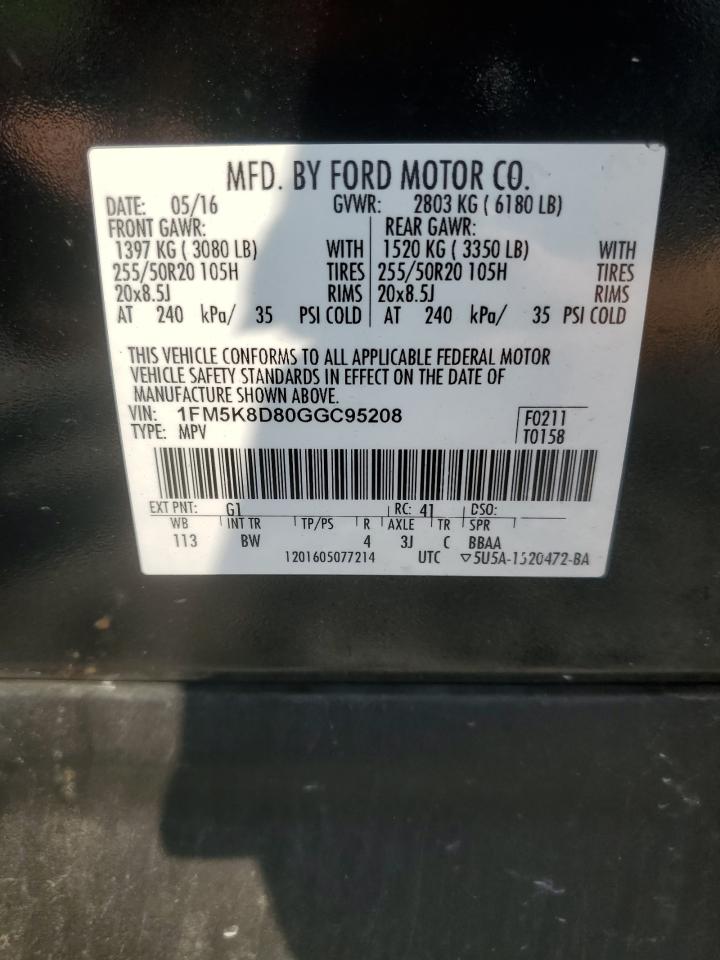 MFD. BY FORD MOTOR CO.
DATE: 05/16 GVWR: 2803 KG ( 6180 LB)
FRONT GAWR: REAR GAWR:
1397 KG ( 3080 LB) WITH 1520 KG ( 3350 LB) WITH
255/50R20 105H TIRES 255/50R20 105H TIRES
20x8.5J RIMS 20x8.5J RIMS
AT 240 kPa/ 35 PSI COLD AT 240 kPa/ 35 PSI COLD
THIS VEHICLE CONFORMS TO ALL APPLICABLE FEDERAL MOTOR
VEHICLE SAFETY STANDARDS IN EFFECT ON THE DATE OF
MANUFACTURE SHOWN ABOVE.
VIN: 1FM5K8D80GGC95208 F0211
TYPE: MPV T0158
EXT PNT: G1 RC: 41 DSO:
WB INT TR TP/PS R AXLE TR SPR
113 BW 4 3J C BBAA
1201605077214 UTC ▽5U5A-1520472-BA